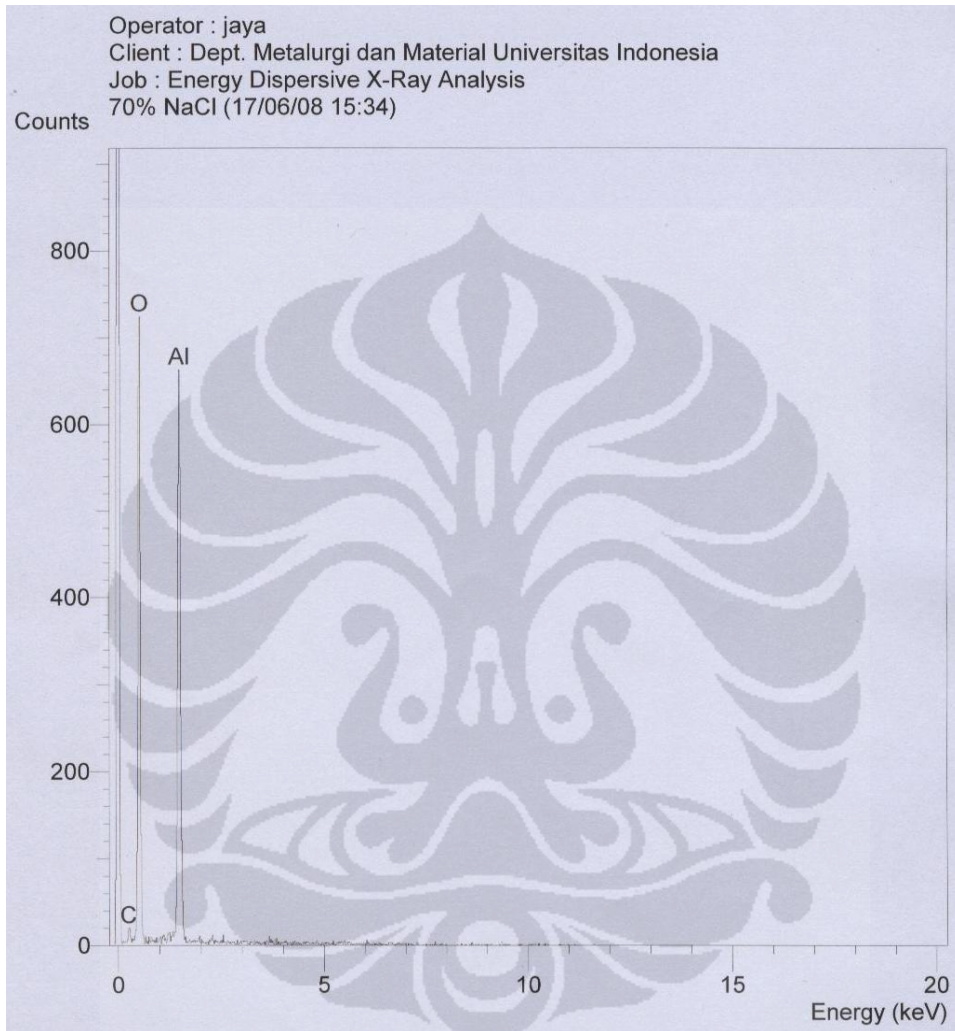 Operator : jaya
Client : Dept. Metalurgi dan Material Universitas Indonesia
Job : Energy Dispersive X-Ray Analysis
70% NaCl (17/06/08 15:34)
Counts
800
O
Al
600
400
200
C
0
0 5 10 15 20
Energy (keV)